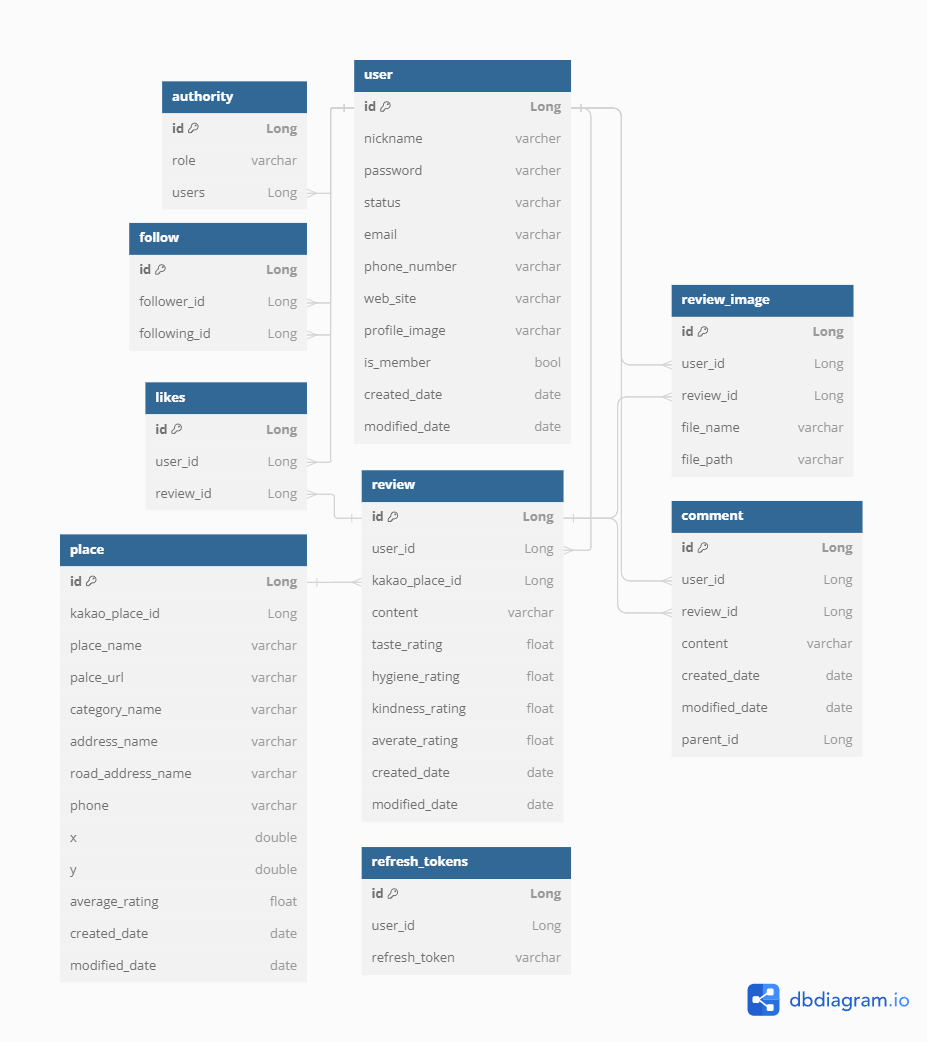 user
id Long
nickname varcher
password varcher
status varchar
email varchar
phone_number varchar
web_site varchar
profile_image varchar
is_member bool
created_date date
modified_date date
authority
id Long
role varchar
users Long
follow
id Long
follower_id Long
following_id Long
likes
id Long
user_id Long
review_id Long
review_image
id Long
user_id Long
review_id Long
file_name varchar
file_path varchar
review
id Long
user_id Long
kakao_place_id Long
content varchar
taste_rating float
hygiene_rating float
kindness_rating float
averate_rating float
created_date date
modified_date date
comment
id Long
user_id Long
review_id Long
content varchar
created_date date
modified_date date
parent_id Long
place
id Long
kakao_place_id Long
place_name varchar
palce_url varchar
category_name varchar
address_name varchar
road_address_name varchar
phone varchar
x double
y double
average_rating float
created_date date
modified_date date
refresh_tokens
id Long
user_id Long
refresh_token varchar
dbdiagram.io